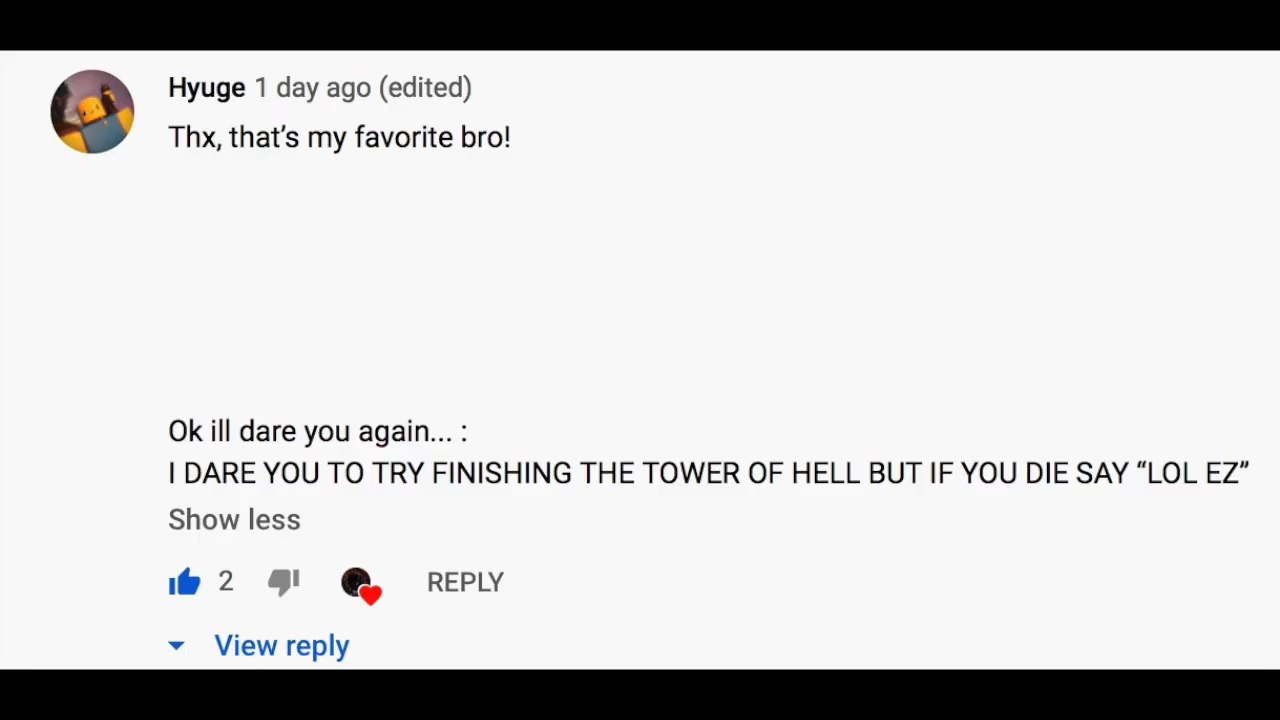 Hyuge 1 day ago (edited)
Thx, that's my favorite bro!
Ok ill dare you again... :
I DARE YOU TO TRY FINISHING THE TOWER OF HELL BUT IF YOU DIE SAY “LOL EZ”
Show less
2 REPLY
View reply